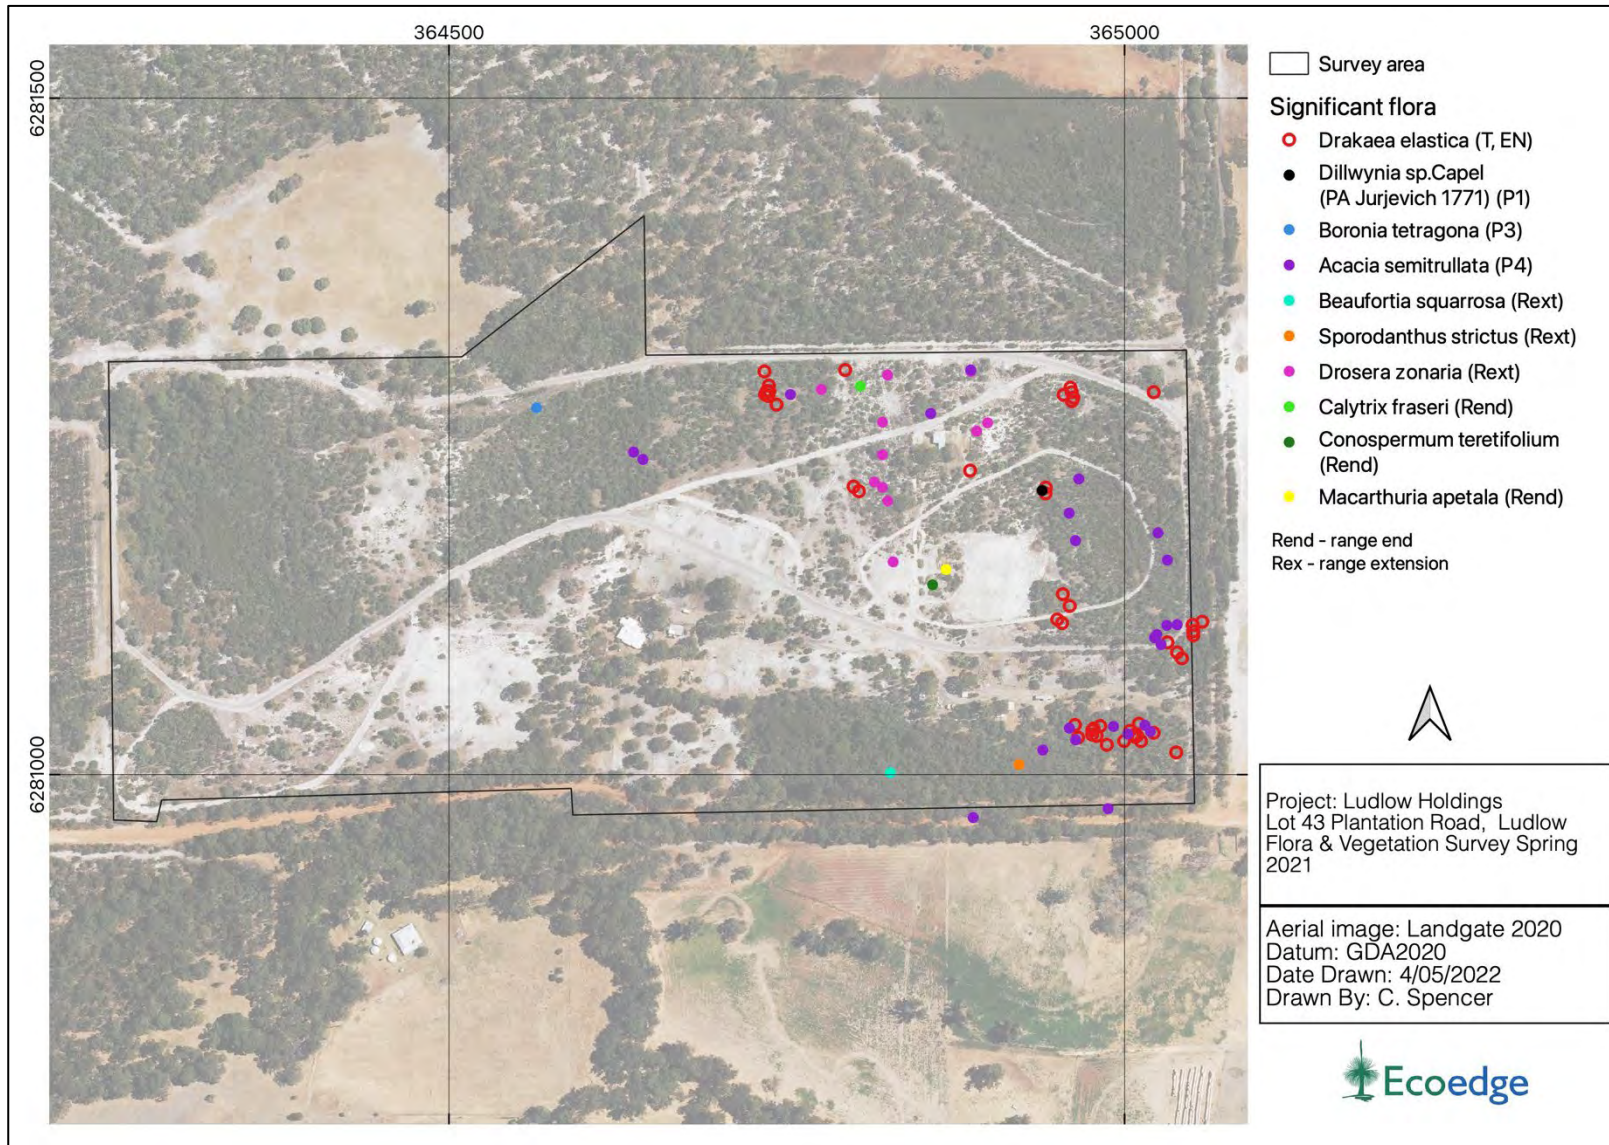 364500
365000
6281500
6281000
Survey area
Significant flora
Drakaea elastica (T, EN)
Dillwynia sp.Capel
(PA Jurjevich 1771) (P1)
Boronia tetragona (P3)
Acacia semitrullata (P4)
Beaufortia squarrosa (Rext)
Sporodanthus strictus (Rext)
Drosera zonaria (Rext)
Calytrix fraseri (Rend)
Conospermum teretifolium
(Rend)
Macarthuria apetala (Rend)
Rend - range end
Rex - range extension
Project: Ludlow Holdings
Lot 43 Plantation Road, Ludlow
Flora & Vegetation Survey Spring
2021
Aerial image: Landgate 2020
Datum: GDA2020
Date Drawn: 4/05/2022
Drawn By: C. Spencer
Ecoedge